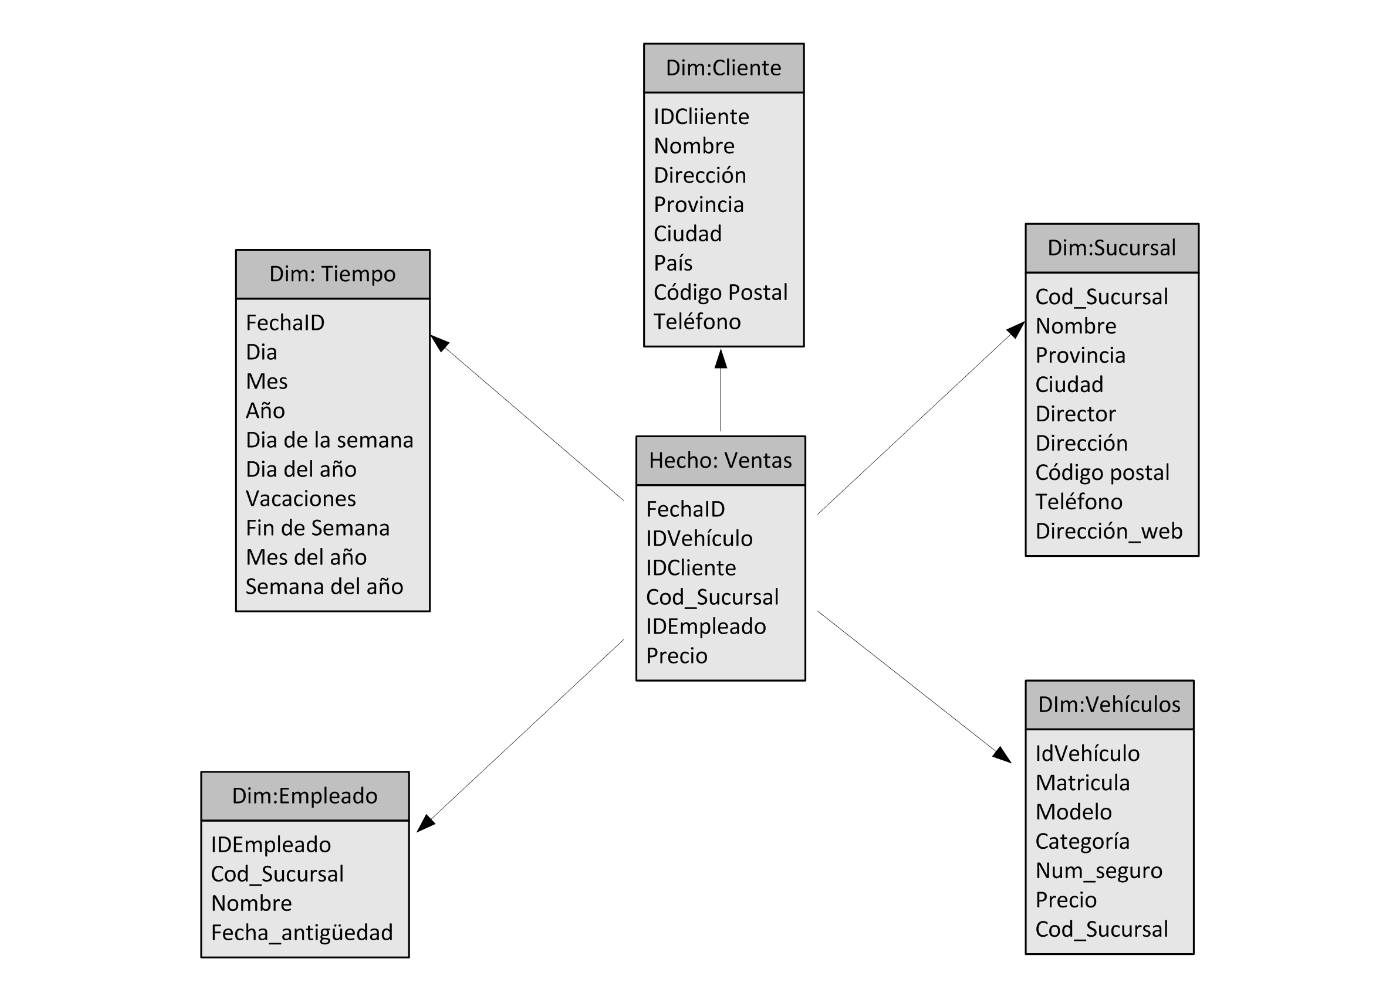 Dim:Cliente
IDCliiente
Nombre
Dirección
Provincia
Ciudad
País
Código Postal
Teléfono
Dim:Sucursal
Cod_Sucursal
Nombre
Provincia
Ciudad
Director
Dirección
Código postal
Teléfono
Dirección_web
Dim: Tiempo
FechaID
Dia
Mes
Año
Dia de la semana
Dia del año
Vacaciones
Fin de Semana
Mes del año
Semana del año
Hecho: Ventas
FechaID
IDVehículo
IDCliente
Cod_Sucursal
IDEmpleado
Precio
DIm:Vehículos
IdVehículo
Matricula
Modelo
Categoría
Num_seguro
Precio
Cod_Sucursal
Dim:Empleado
IDEmpleado
Cod_Sucursal
Nombre
Fecha_antigüedad